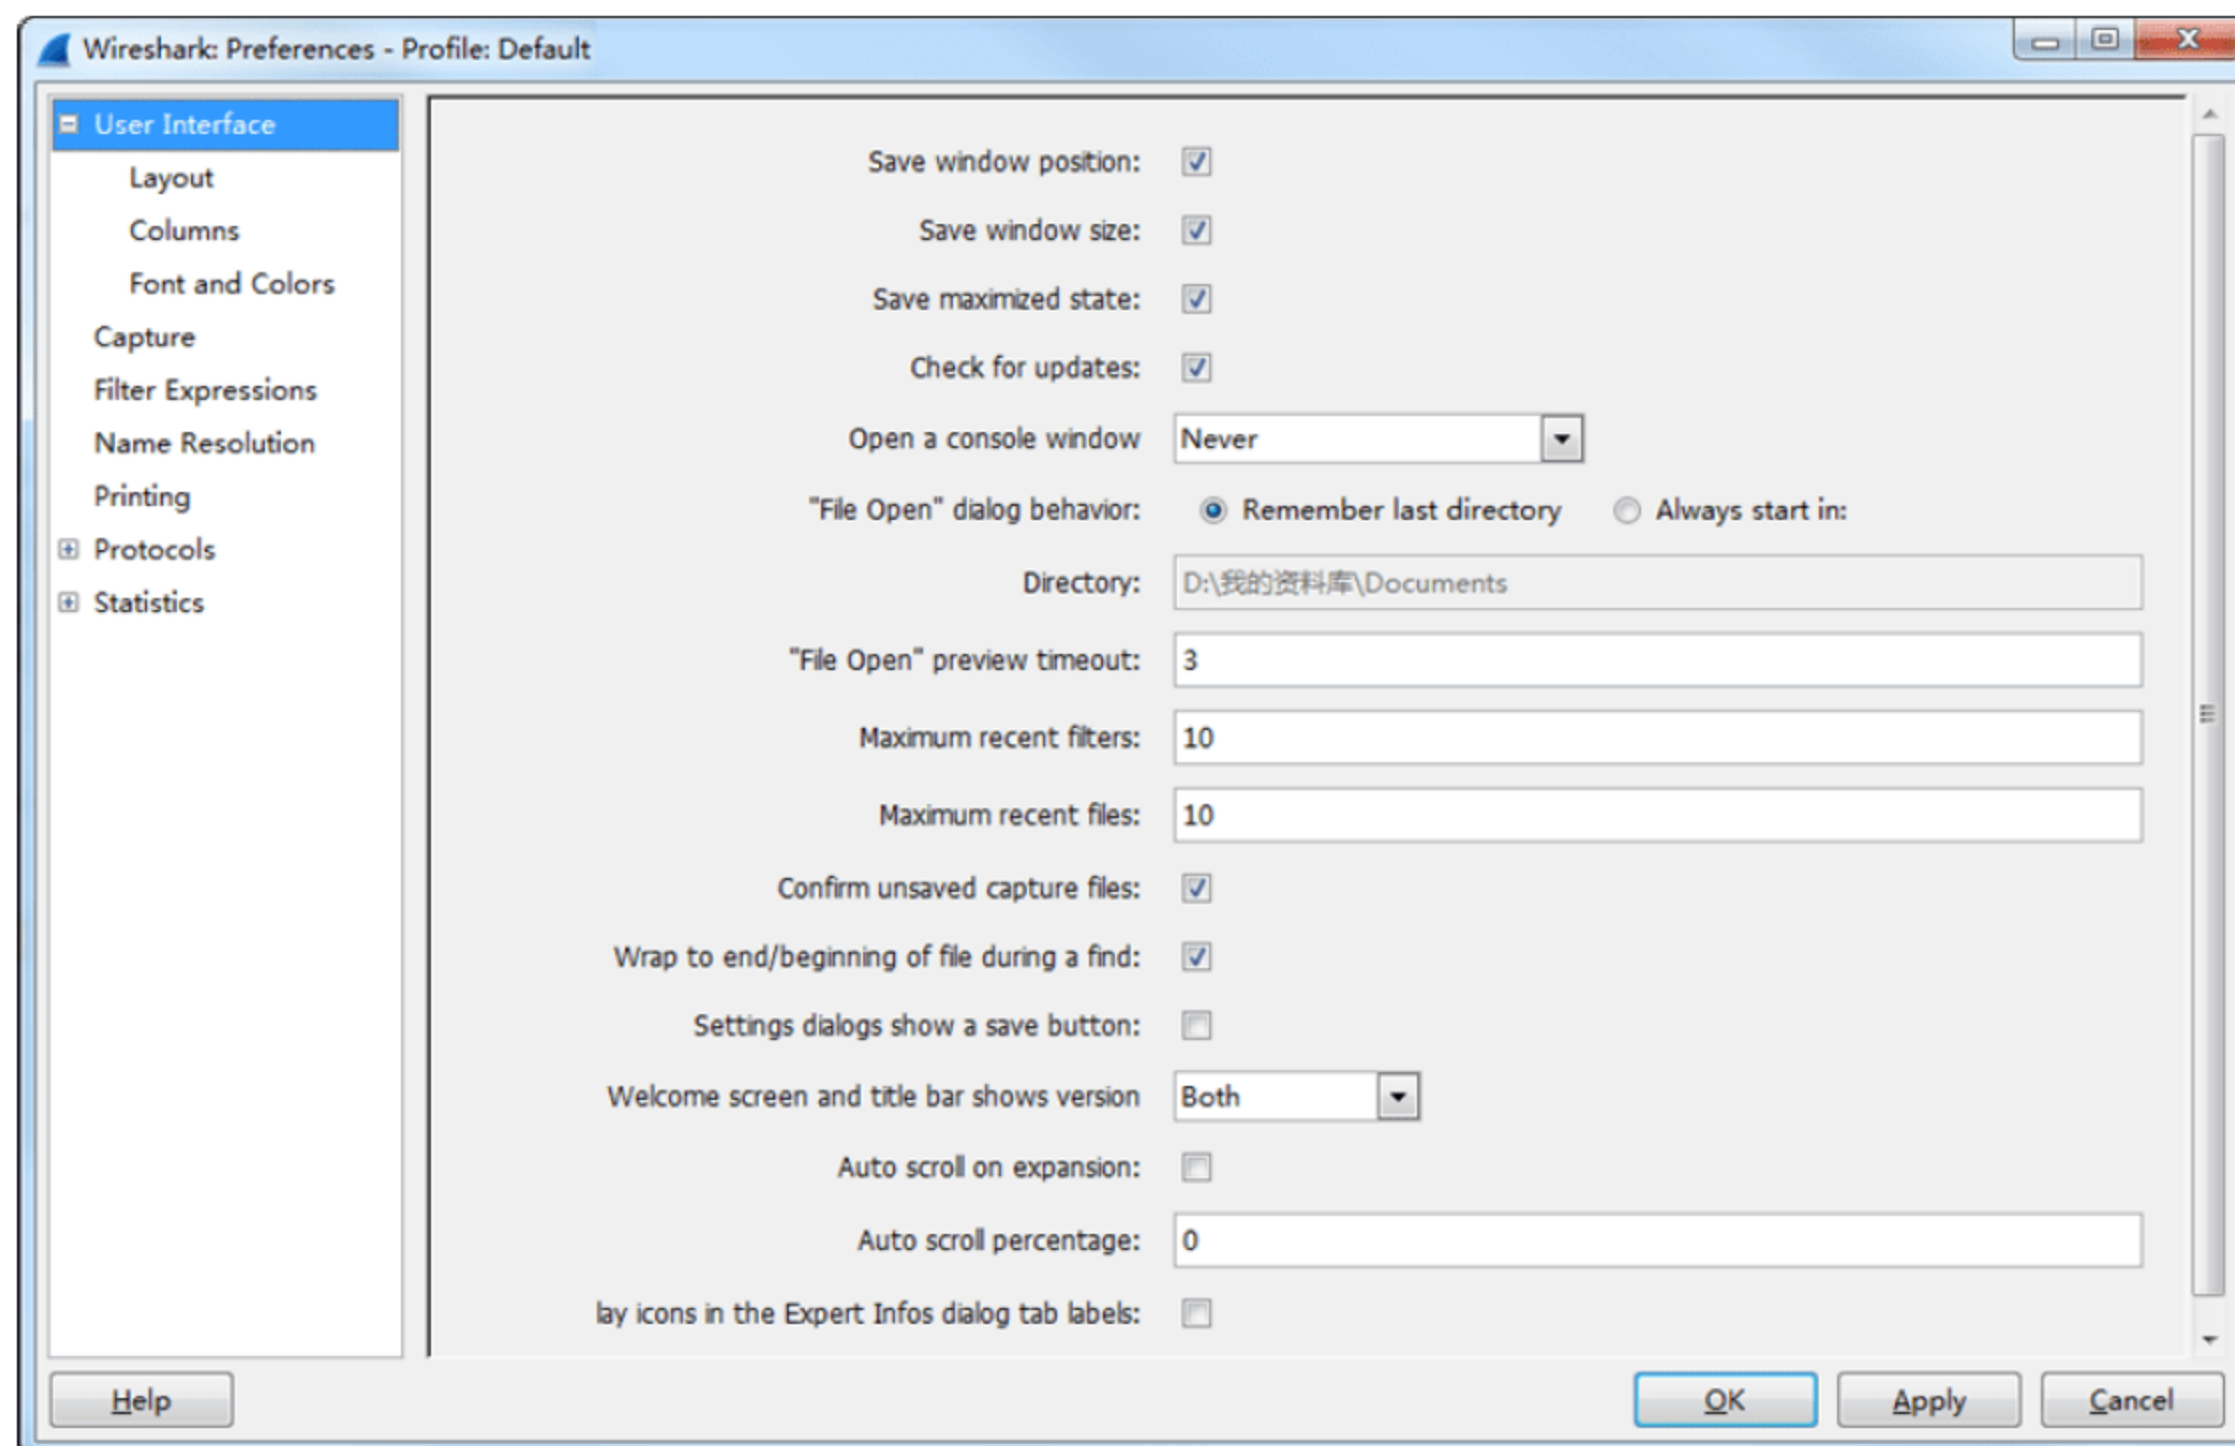 Wireshark: Preferences - Profile: Default
User Interface
Layout
Columns
Font and Colors
Capture
Filter Expressions
Name Resolution
Printing
Protocols
Statistics
Save window position:
Save window size:
Save maximized state:
Check for updates:
Open a console window Never
"File Open" dialog behavior: Remember last directory Always start in:
Directory: D:\我的资料库\Documents
"File Open" preview timeout: 3
Maximum recent filters: 10
Maximum recent files: 10
Confirm unsaved capture files:
Wrap to end/beginning of file during a find:
Settings dialogs show a save button:
Welcome screen and title bar shows version Both
Auto scroll on expansion:
Auto scroll percentage: 0
lay icons in the Expert Infos dialog tab labels:
Help OK Apply Cancel